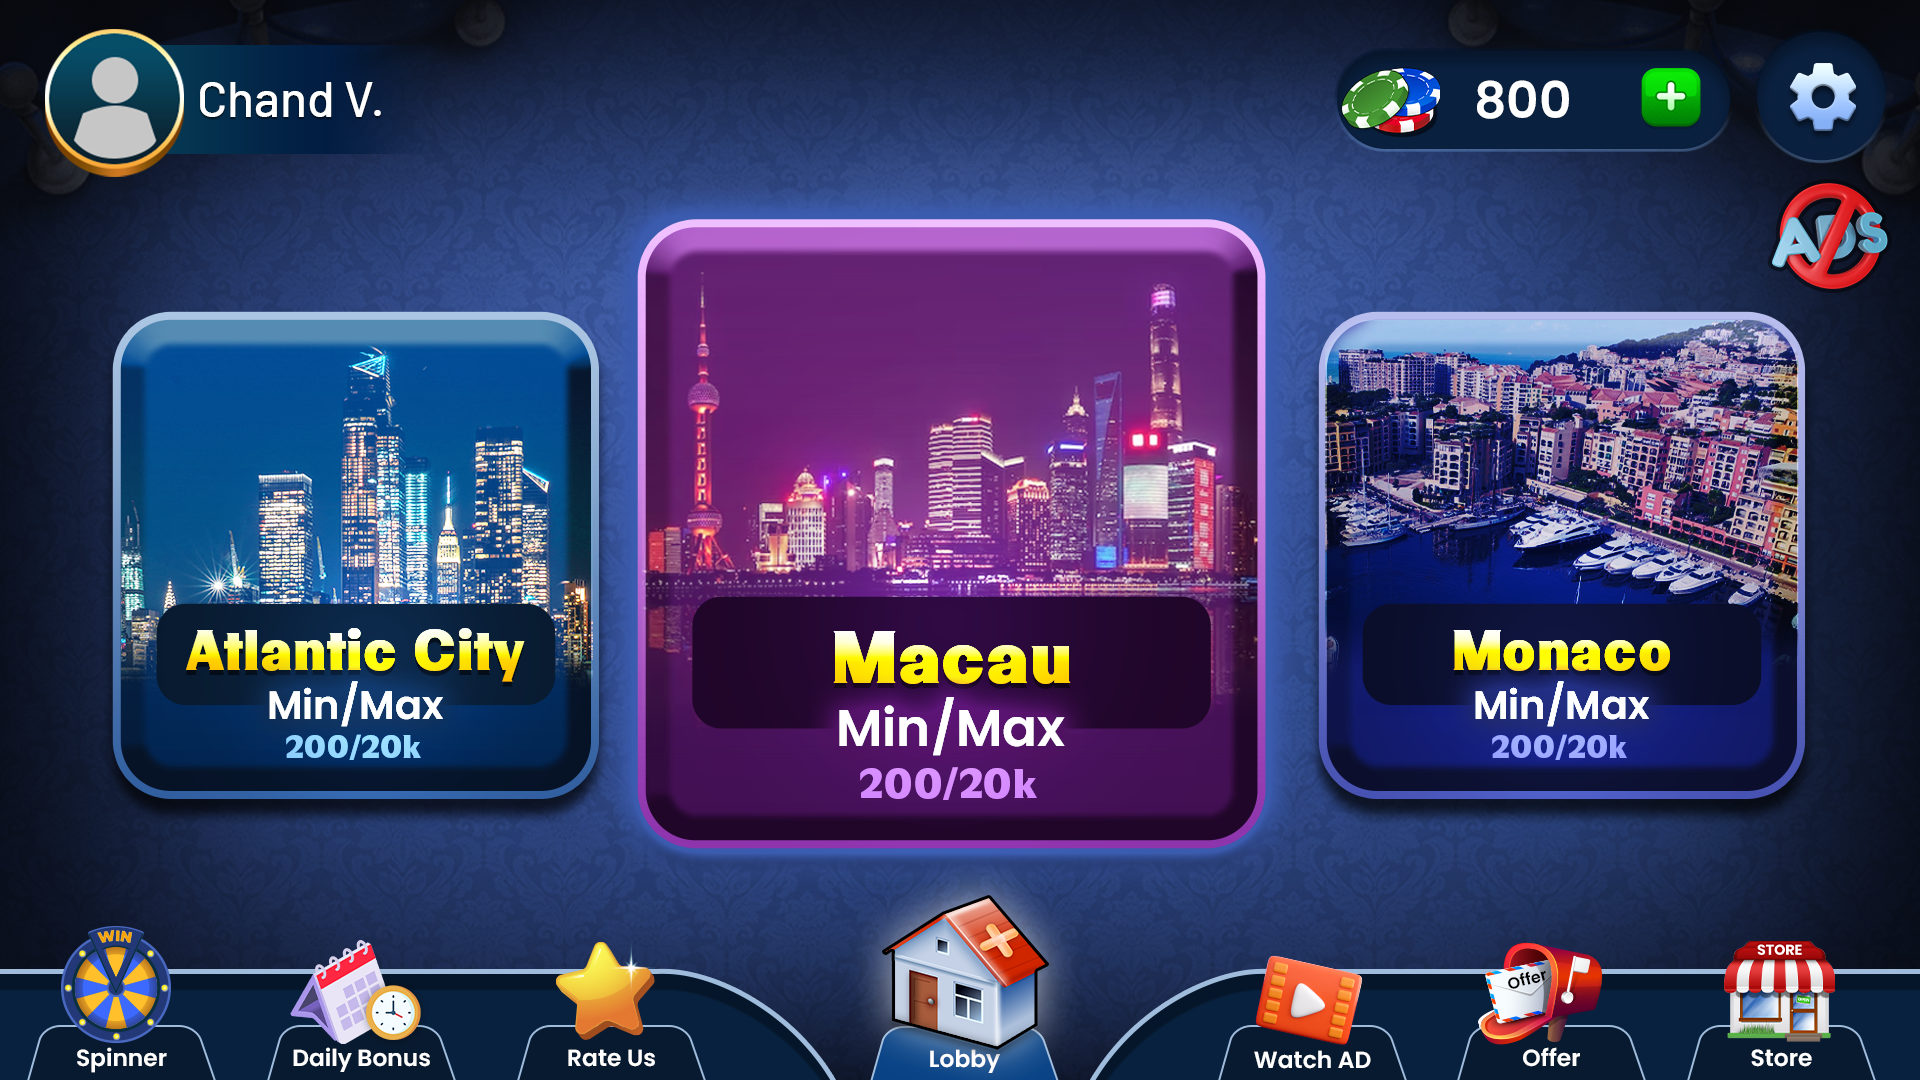 Chand V.
800
ADS
Atlantic City
Min/Max
200/20k
Macau
Min/Max
200/20k
Monaco
Min/Max
200/20k
WIN
Spinner
Daily Bonus
Rate Us
Lobby
Watch AD
Offer
Offer
STORE
Store